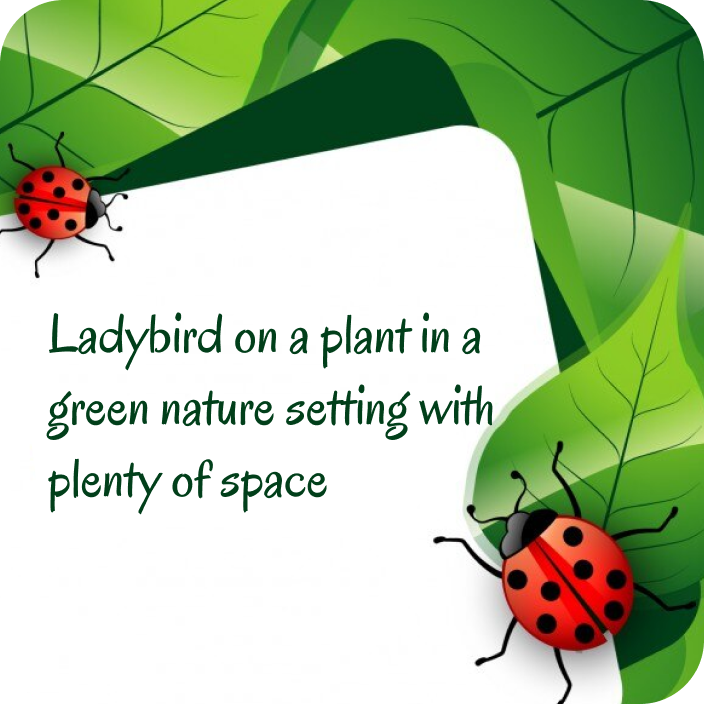 Ladybird on a plant in a
green nature setting with
plenty of space